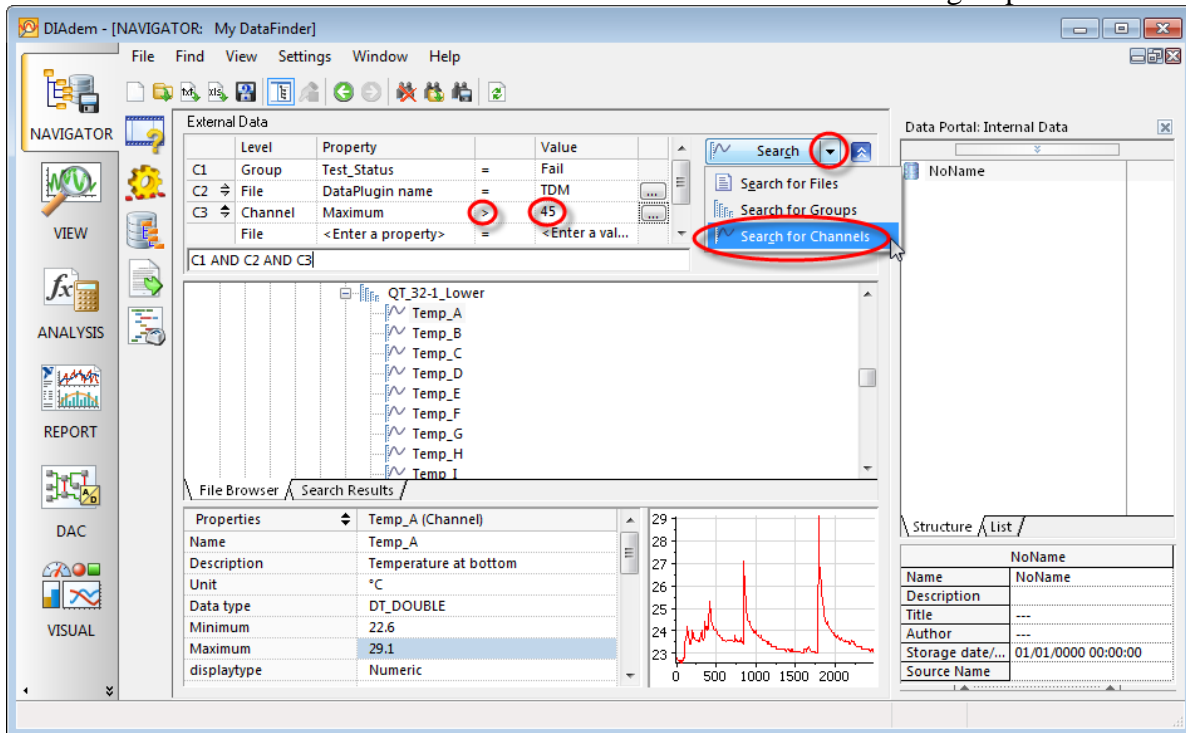 DIAdem - [NAVIGATOR: My DataFinder]
File Find View Settings Window Help
NAVIGATOR
VIEW
ANALYSIS
REPORT
DAC
VISUAL
External Data
Level Property Value
C1 Group Test_Status = Fail
C2 File DataPlugin name = TDM ...
C3 Channel Maximum > 45 ...
File <Enter a property> = <Enter a val...
C1 AND C2 AND C3
Search
Search for Files
Search for Groups
Search for Channels
QT_32-1_Lower
Temp_A
Temp_B
Temp_C
Temp_D
Temp_E
Temp_F
Temp_G
Temp_H
Temp_I
File Browser Search Results
Properties Temp_A (Channel)
Name Temp_A
Description Temperature at bottom
Unit °C
Data type DT_DOUBLE
Minimum 22.6
Maximum 29.1
displaytype Numeric
29
28
27
26
25
24
23
0 500 1000 1500 2000
Data Portal: Internal Data
NoName
Structure List
NoName
Name NoName
Description
Title ---
Author ---
Storage date/... 01/01/0000 00:00:00
Source Name